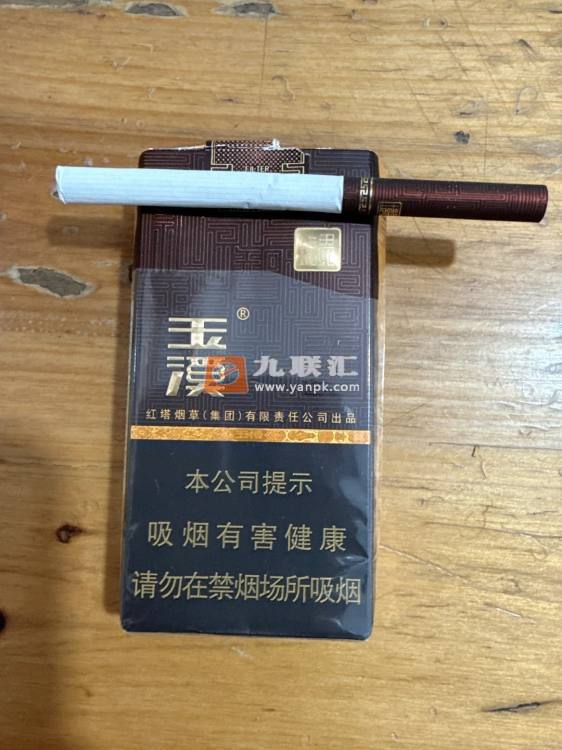 玉溪®
九联汇
www.yanpk.com
红塔烟草(集团)有限责任公司出品
本公司提示
吸烟有害健康
请勿在禁烟场所吸烟